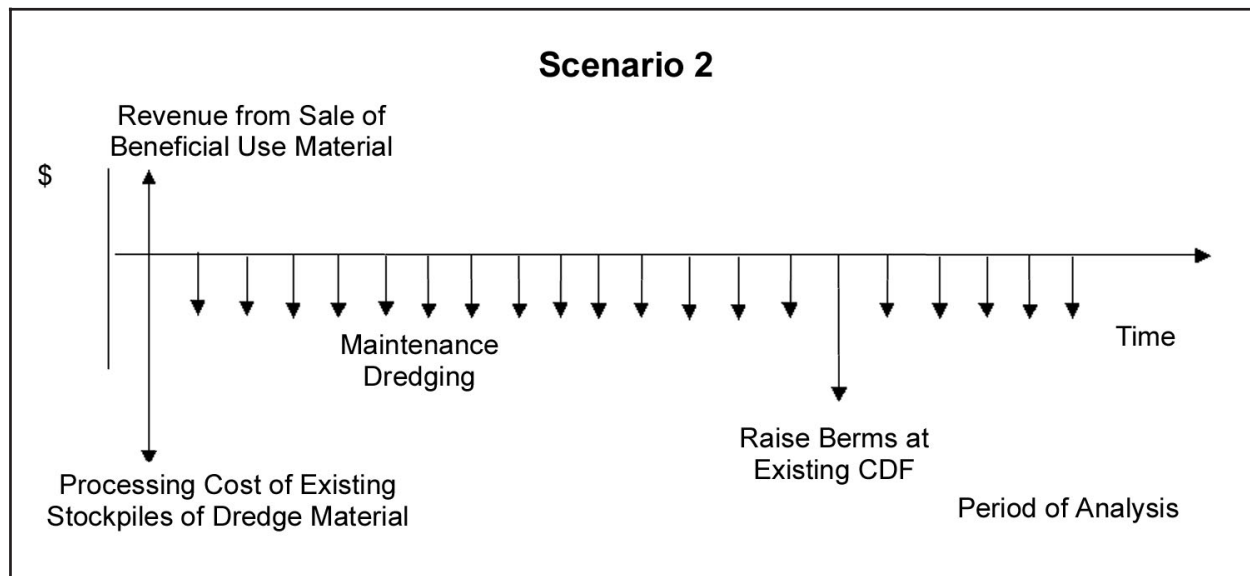 Scenario 2
Revenue from Sale of
Beneficial Use Material
$
Maintenance
Dredging
Time
Raise Berms at
Existing CDF
Processing Cost of Existing
Stockpiles of Dredge Material
Period of Analysis